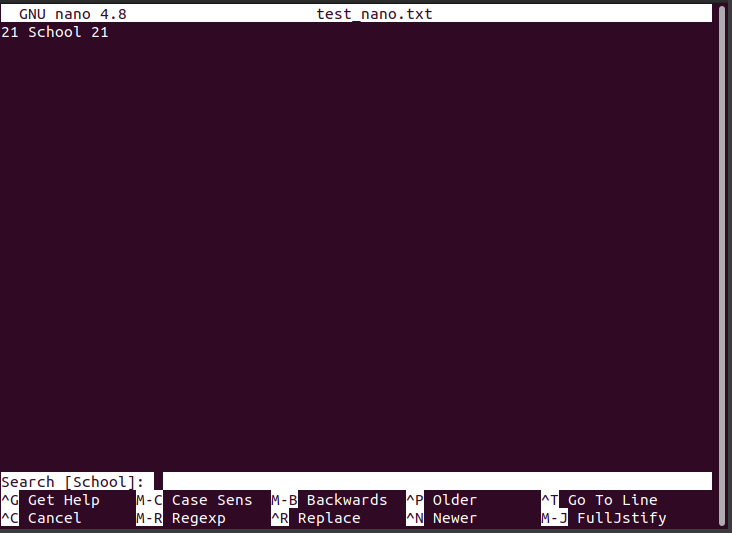 GNU nano 4.8 test_nano.txt
21 School 21
Search [School]:
^G Get Help M-C Case Sens M-B Backwards ^P Older ^T Go To Line
^C Cancel M-R Regexp ^R Replace ^N Newer M-J FullJstify